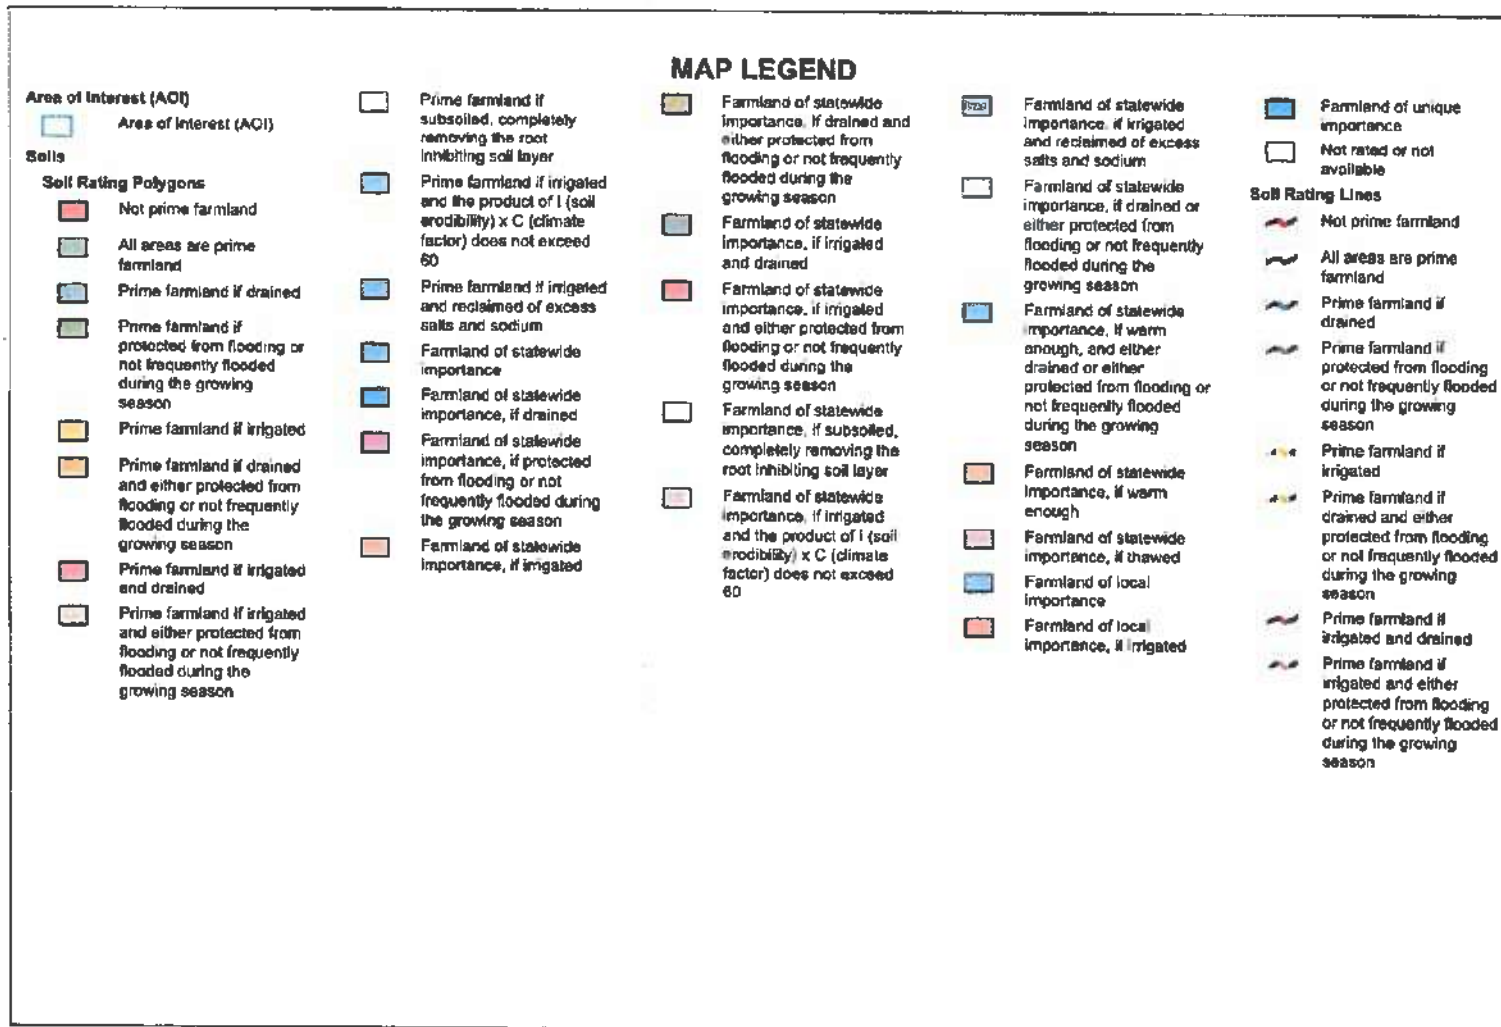 MAP LEGEND
Area of Interest (AOI)
Area of Interest (AOI)
Soils
Soil Rating Polygons
Not prime farmland
All areas are prime
farmland
Prime farmland if drained
Prime farmland if
protected from flooding or
not frequently flooded
during the growing
season
Prime farmland if irrigated
Prime farmland if drained
and either protected from
flooding or not frequently
flooded during the
growing season
Prime farmland if irrigated
and drained
Prime farmland if irrigated
and either protected from
flooding or not frequently
flooded during the
growing season
Prime farmland if
subsoiled, completely
removing the root
inhibiting soil layer
Prime farmland if irrigated
and the product of I (soil
erodibility) x C (climate
factor) does not exceed
60
Prime farmland if irrigated
and reclaimed of excess
salts and sodium
Farmland of statewide
importance
Farmland of statewide
importance, if drained
Farmland of statewide
importance, if protected
from flooding or not
frequently flooded during
the growing season
Farmland of statewide
importance, if irrigated
Farmland of statewide
importance, if drained and
either protected from
flooding or not frequently
flooded during the
growing season
Farmland of statewide
importance, if irrigated
and drained
Farmland of statewide
importance, if irrigated
and either protected from
flooding or not frequently
flooded during the
growing season
Farmland of statewide
importance, if subsoiled,
completely removing the
root inhibiting soil layer
Farmland of statewide
importance, if irrigated
and the product of I (soil
erodibility) x C (climate
factor) does not exceed
60
Farmland of statewide
importance, if irrigated
and reclaimed of excess
salts and sodium
Farmland of statewide
importance, if drained or
either protected from
flooding or not frequently
flooded during the
growing season
Farmland of statewide
importance, if warm
enough, and either
drained or either
protected from flooding or
not frequently flooded
during the growing
season
Farmland of statewide
importance, if warm
enough
Farmland of statewide
importance, if thawed
Farmland of local
importance
Farmland of local
importance, if irrigated
Farmland of unique
importance
Not rated or not
available
Soil Rating Lines
Not prime farmland
All areas are prime
farmland
Prime farmland if
drained
Prime farmland if
protected from flooding
or not frequently flooded
during the growing
season
Prime farmland if
irrigated
Prime farmland if
drained and either
protected from flooding
or not frequently flooded
during the growing
season
Prime farmland if
irrigated and drained
Prime farmland if
irrigated and either
protected from flooding
or not frequently flooded
during the growing
season